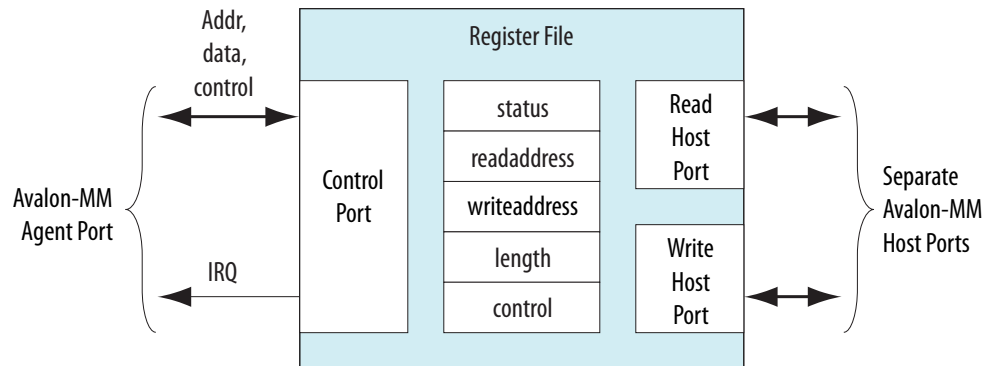 Addr,
data,
control
Register File
status
readaddress
writeaddress
length
control
Read
Host
Port
Control
Port
Avalon-MM
Agent Port
Separate
Avalon-MM
Host Ports
Write
Host
Port
IRQ